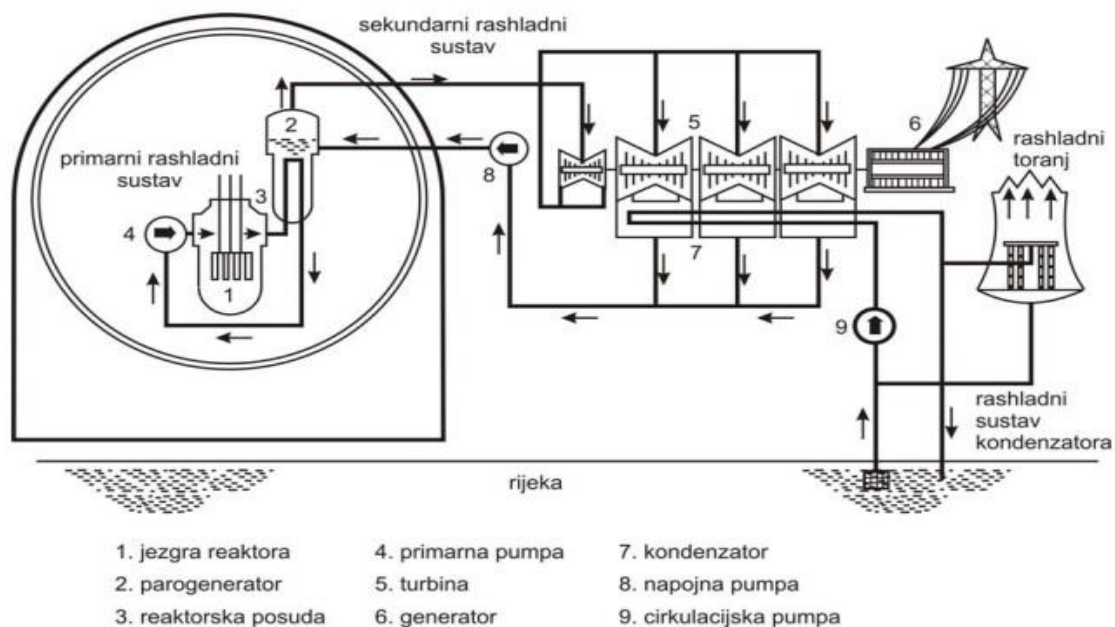 sekundarni rashladni
sustav
2
5
6
rashladni
toranj
primarni rashladni
sustav
3
8
4
7
1
9
rashladni
sustav
kondenzatora
rijeka
1. jezgra reaktora
4. primarna pumpa
7. kondenzator
2. parogenerator
5. turbina
8. napojna pumpa
3. reaktorska posuda
6. generator
9. cirkulacijska pumpa